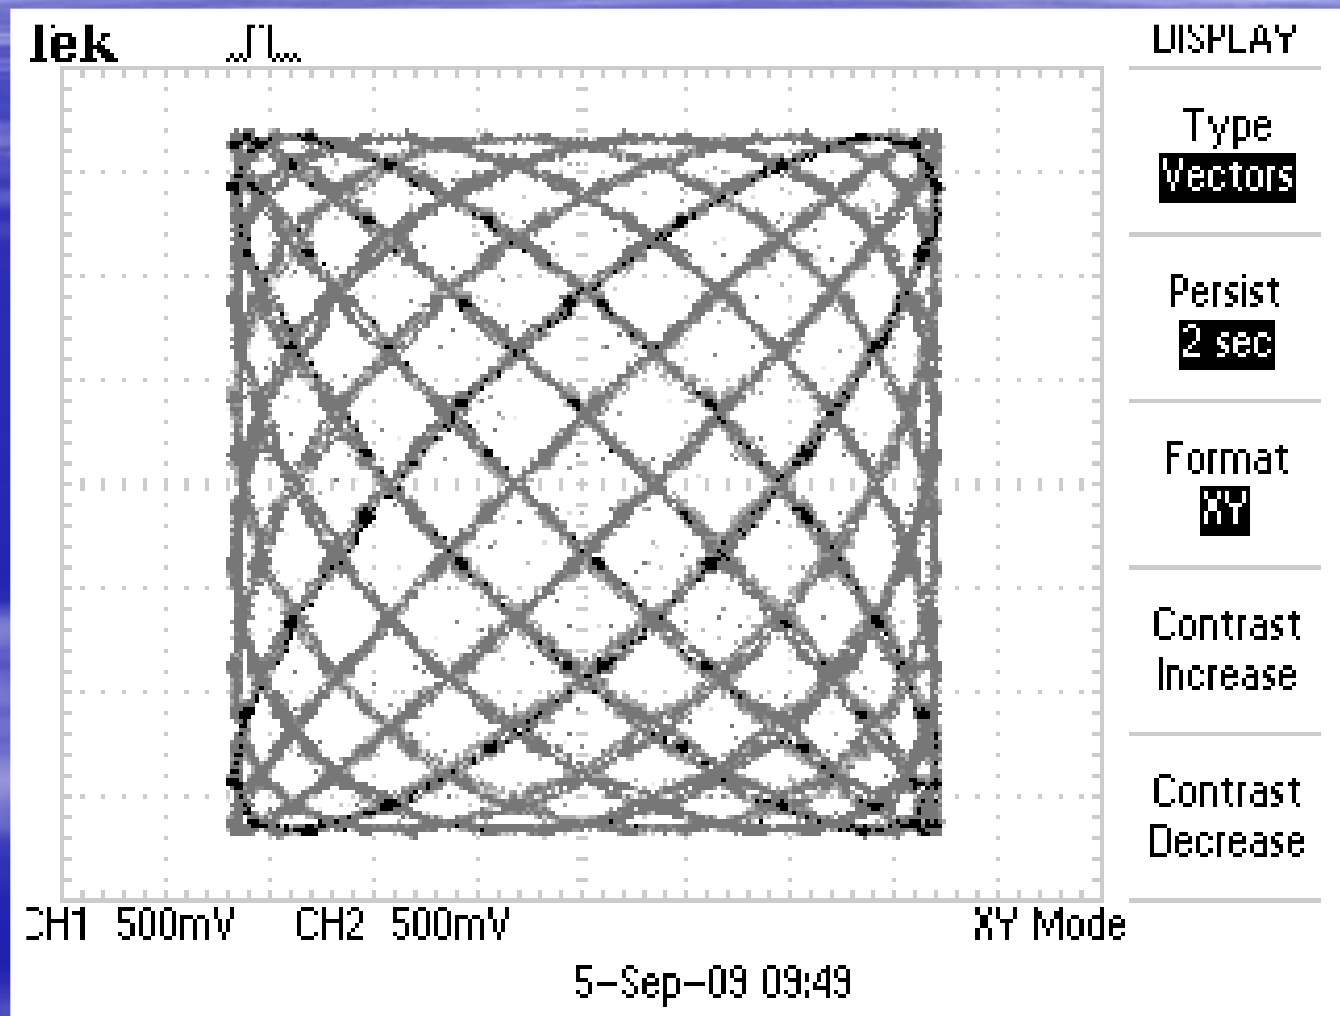 Tek
DISPLAY
Type
Vectors
Persist
2 sec
Format
XY
Contrast
Increase
Contrast
Decrease
CH1 500mV CH2 500mV XY Mode
5-Sep-09 09:49